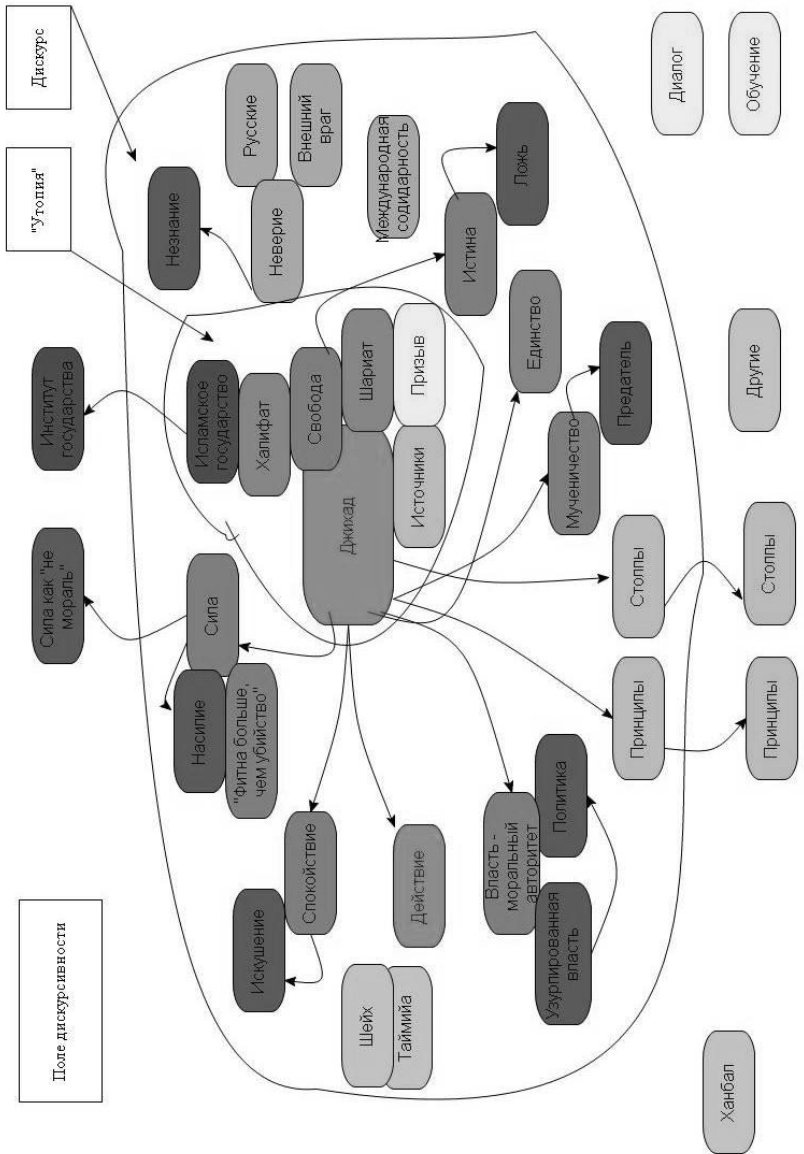 Поле дискурсивности
"Утопия"
Дискурс
Сила как "не
мораль"
Институт
государства
Незнание
Насилие
"Фитна больше,
чем убийство"
Сила
Исламское
государство
Халифат
Свобода
Шариат
Призыв
Джихад
Источники
Неверие
Русские
Внешний
враг
Искушение
Спокойствие
Международная
содидарность
Шейх
Таймийа
Действие
Истина
Ложь
Власть -
моральный
авторитет
Единство
Узурпированная
власть
Политика
Мученичество
Предатель
Принципы
Столпы
Диалог
Ханбал
Принципы
Столпы
Другие
Обучение